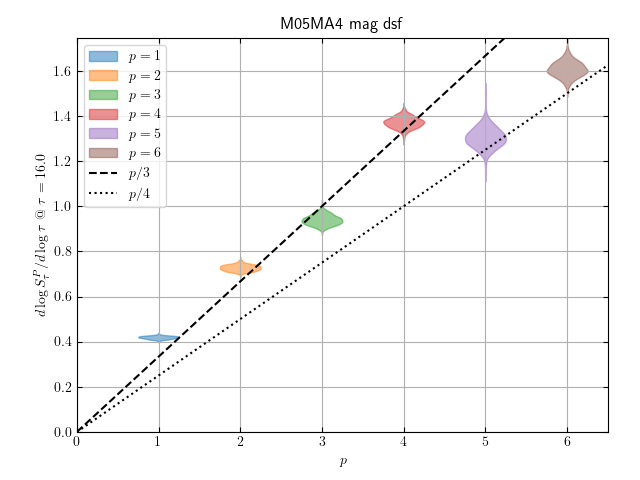 M05MA4 mag dsf
p = 1
p = 2
p = 3
p = 4
p = 5
p = 6
p/3
p/4
d log S_τ^P / d log τ @ τ = 16.0
1.6
1.4
1.2
1.0
0.8
0.6
0.4
0.2
0.0
0 1 2 3 4 5 6
p